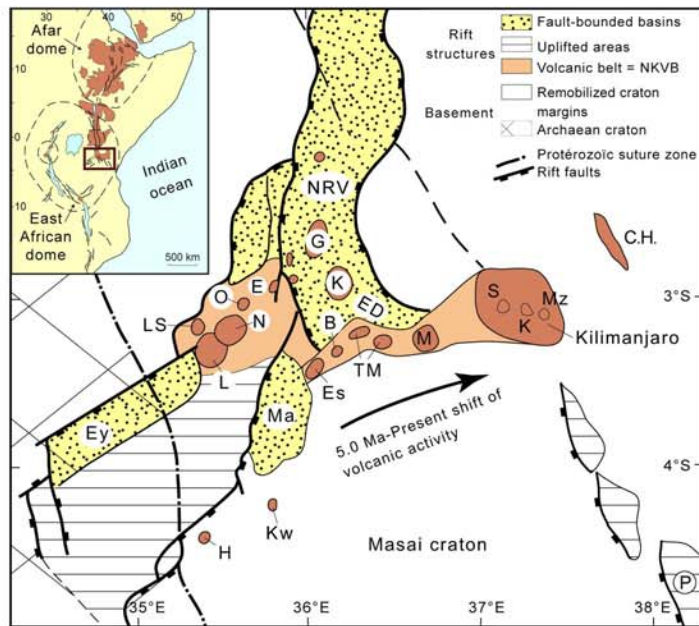 30 40 50
Afar
dome
10
0
10
Indian
ocean
East
African
dome
500 km
Rift
structures
Fault-bounded basins
Uplifted areas
Volcanic belt = NKVB
Basement
Remobilized craton
margins
Archaean craton
Protérozoïc suture zone
Rift faults
NRV
G
C.H.
E
K
O
ED
S
Mz
K
3°S
LS
N
B
M
Kilimanjaro
L
TM
Es
Ma
5.0 Ma-Present shift of
volcanic activity
Ey
4°S
Kw
H
Masai craton
P
35°E
36°E
37°E
38°E